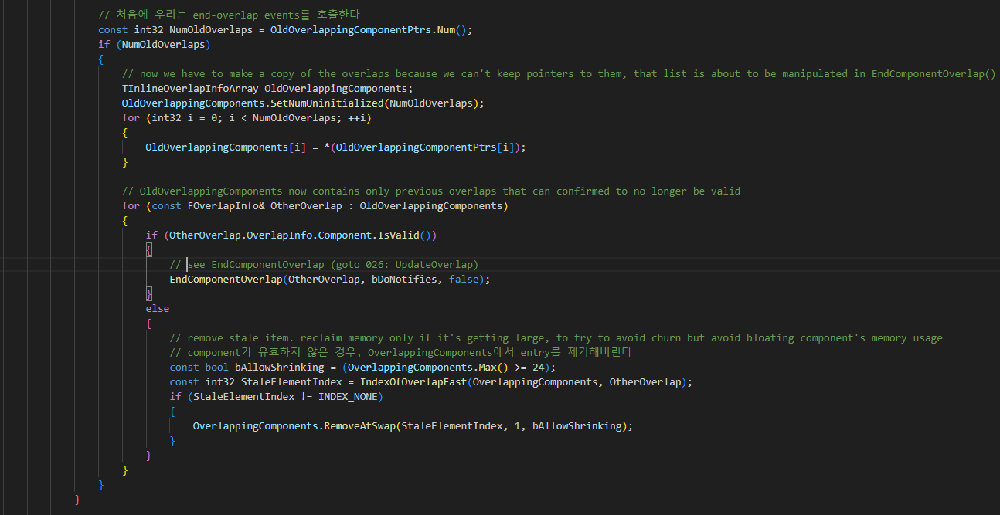 // 처음에 우리는 end-overlap events를 호출한다
const int32 NumOldOverlaps = OldOverlappingComponentPtrs.Num();
if (NumOldOverlaps)
{
// now we have to make a copy of the overlaps because we can't keep pointers to them, that list is about to be manipulated in EndComponentOverlap()
TInlineOverlapInfoArray OldOverlappingComponents;
OldOverlappingComponents.SetNumUninitialized(NumOldOverlaps);
for (int32 i = 0; i < NumOldOverlaps; ++i)
{
OldOverlappingComponents[i] = *(OldOverlappingComponentPtrs[i]);
}
// OldOverlappingComponents now contains only previous overlaps that can confirmed to no longer be valid
for (const FOverlapInfo& OtherOverlap : OldOverlappingComponents)
{
if (OtherOverlap.OverlapInfo.Component.IsValid())
{
// see EndComponentOverlap (goto 026: UpdateOverlap)
EndComponentOverlap(OtherOverlap, bDoNotifies, false);
}
else
{
// remove stale item. reclaim memory only if it's getting large, to try to avoid churn but avoid bloating component's memory usage
// component가 유효하지 않은 경우, OverlappingComponents에서 entry를 제거해버린다
const bool bAllowShrinking = (OverlappingComponents.Max() >= 24);
const int32 StaleElementIndex = IndexOfOverlapFast(OverlappingComponents, OtherOverlap);
if (StaleElementIndex != INDEX_NONE)
{
OverlappingComponents.RemoveAtSwap(StaleElementIndex, 1, bAllowShrinking);
}
}
}
}
}